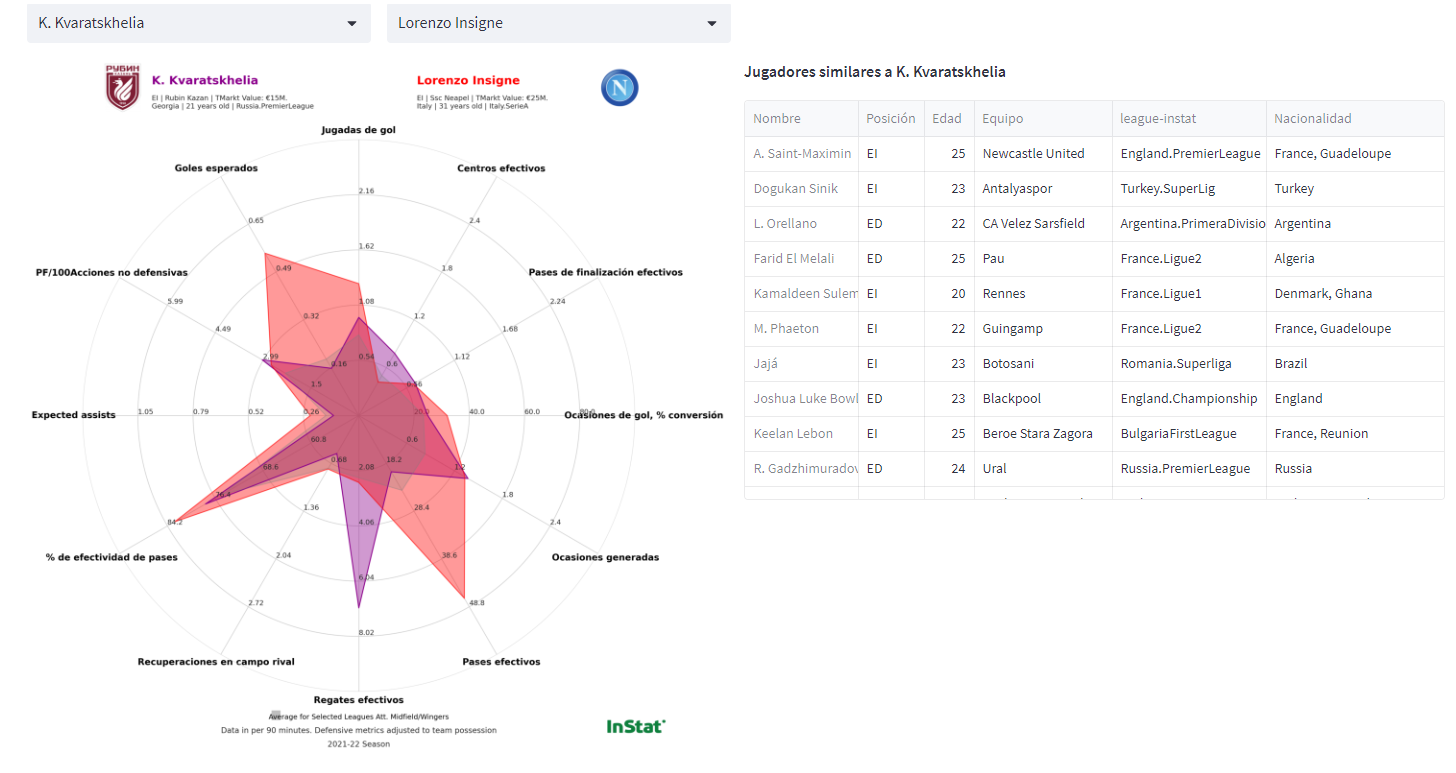 K. Kvaratskhelia
Lorenzo Insigne
РУБИН
K. Kvaratskhelia
EI | Rubin Kazan | TMarkt Value: €15M.
Georgia | 21 years old | Russia.PremierLeague
Lorenzo Insigne
EI | Ssc Neapel | TMarkt Value: €25M.
Italy | 31 years old | Italy.SerieA
N
Jugadas de gol
Goles esperados
Centros efectivos
2.16
0.65
2.4
1.62
PF/100Acciones no defensivas
0.49
1.8
Pases de finalización efectivos
5.99
1.08
2.24
0.32
1.2
4.49
1.68
2.99
0.54
1.12
0.16
0.6
1.5
0.56
Expected assists
1.05
0.79
0.52
0.26
20.0
40.0
60.0
80.0
Ocasiones de gol, % conversión
60.8
0.6
68.6
0.68
2.08
18.2
1.2
76.4
1.8
1.36
28.4
84.2
4.06
2.4
% de efectividad de pases
2.04
38.6
Ocasiones generadas
6.04
2.72
48.8
8.02
Recuperaciones en campo rival
Pases efectivos
Regates efectivos
Average for Selected Leagues Att. Midfield/Wingers
Data in per 90 minutes. Defensive metrics adjusted to team possession
2021-22 Season
InStat
Jugadores similares a K. Kvaratskhelia
Nombre Posición Edad Equipo league-instat Nacionalidad
A. Saint-Maximin EI 25 Newcastle United England.PremierLeague France, Guadeloupe
Dogukan Sinik EI 23 Antalyaspor Turkey.SuperLig Turkey
L. Orellano ED 22 CA Velez Sarsfield Argentina.PrimeraDivisio Argentina
Farid El Melali ED 25 Pau France.Ligue2 Algeria
Kamaldeen Sulem EI 20 Rennes France.Ligue1 Denmark, Ghana
M. Phaeton EI 22 Guingamp France.Ligue2 France, Guadeloupe
Jajá EI 23 Botosani Romania.Superliga Brazil
Joshua Luke Bowl ED 23 Blackpool England.Championship England
Keelan Lebon EI 25 Beroe Stara Zagora BulgariaFirstLeague France, Reunion
R. Gadzhimuradov ED 24 Ural Russia.PremierLeague Russia